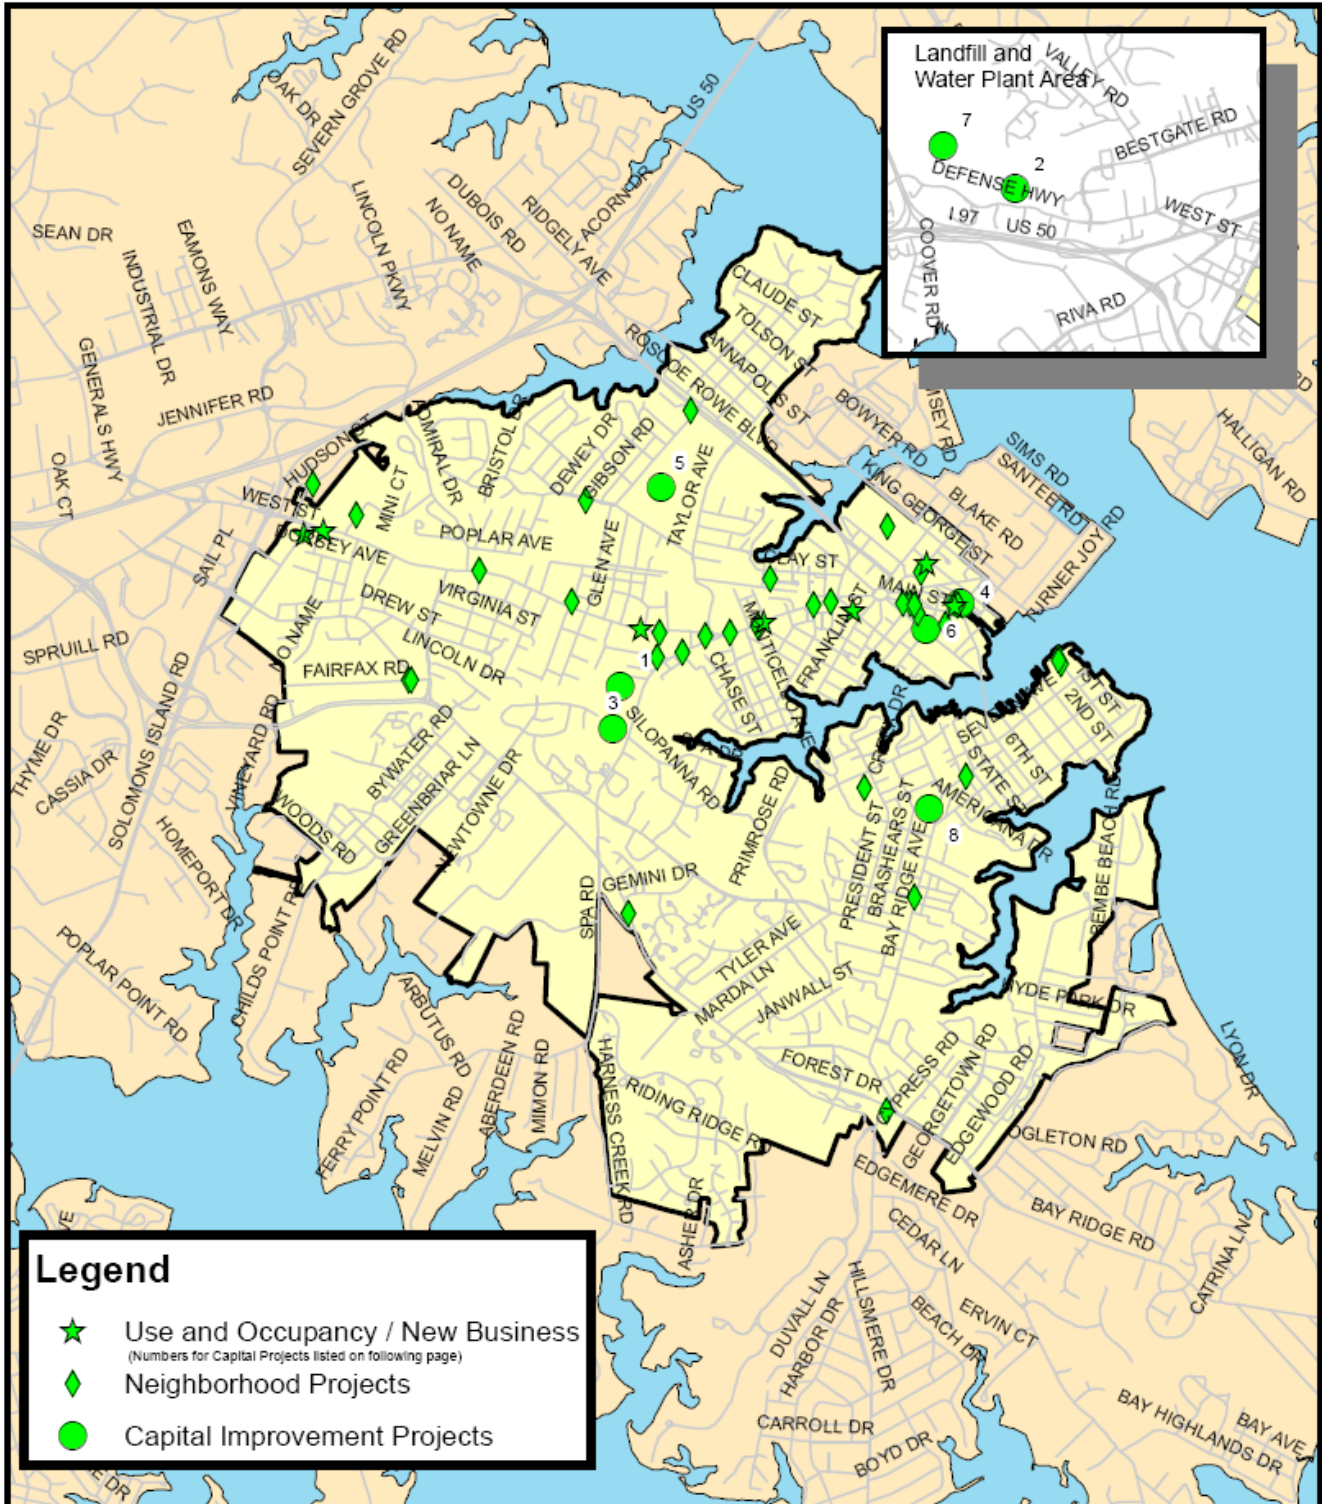 Landfill and
Water Plant Area
VALLEY RD
BESTGATE RD
7
2
DEFENSE HWY
I 97
US 50
WEST ST
COOVER RD
RIVA RD
OAK DR
SEVERN GROVE RD
US 50
SEAN DR
EAMONS WAY
INDUSTRIAL DR
LINCOLN PKWY
NO NAME
DUBOIS RD
RIDGELY AVE
ACORN DR
GENERALS HWY
JENNIFER RD
OAK CT
CLAUDE ST
TOLSON ST
ANNAPOLIS ST
ROSCOE ROWE BLVD
BOWYER RD
HALLIGAN RD
SIMS RD
SANTEE RD
KING GEORGE ST
BLAKE RD
TURNER JOY RD
HUDSON ST
WEST ST
ADMIRAL DR
BRISTOL DR
DEWEY DR
GIBSON RD
5
TAYLOR AVE
MINI CT
DORSEY AVE
POPLAR AVE
SAIL PL
GLEN AVE
CLAY ST
MAIN ST
4
6
VIRGINIA ST
DREW ST
LINCOLN DR
NO NAME
FAIRFAX RD
SPRUILL RD
SOLOMONS ISLAND RD
MONTICELLO AVE
FRANKLIN ST
CHASE ST
1
3
SILOPANNA RD
SPA DR
1ST ST
2ND ST
6TH ST
STATE ST
AMERICANA DR
8
THYME DR
CASSIA DR
VINEYARD RD
BYWATER RD
GREENBRIAR LN
NEWTOWNE DR
WOODS RD
HOMEPORT DR
PRIMROSE RD
PRESIDENT ST
BRASHEARS ST
BAY RIDGE AVE
BEMBE BEACH RD
GEMINI DR
SPA RD
TYLER AVE
MARDA LN
JANWALL ST
HYDE PARK DR
POPLAR POINT RD
CHILDS POINT RD
ARBUTUS RD
FERRY POINT RD
MELVIN RD
ABERDEEN RD
MIMON RD
HARNESS CREEK RD
RIDING RIDGE RD
FOREST DR
GEORGETOWN RD
EDGEWOOD RD
LYON DR
OGLETON RD
EDGEMERE DR
BAY RIDGE RD
CATRINA LN
ASHER DR
CEDAR LN
DUVALL LN
HARBOR DR
HILLSMERE DR
BEACH DR
ERVIN CT
CARROLL DR
BOYD DR
BAY HIGHLANDS DR
BAY AVE
Legend
Use and Occupancy / New Business
(Numbers for Capital Projects listed on following page)
Neighborhood Projects
Capital Improvement Projects